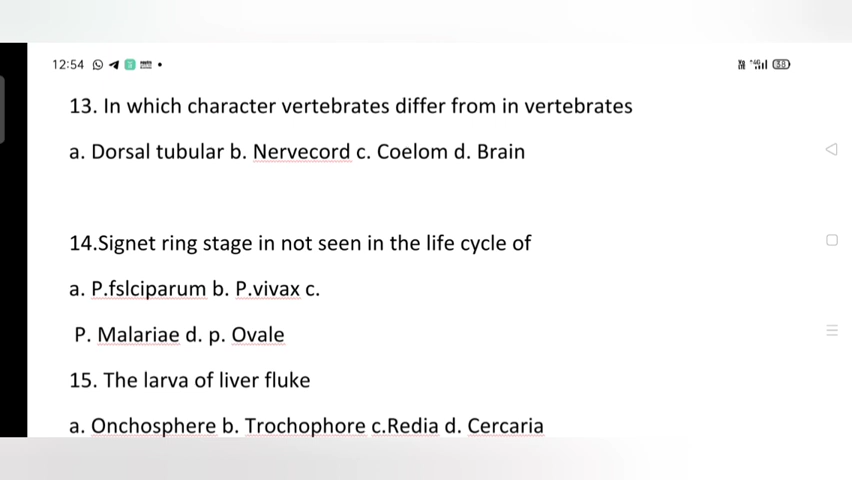 12:54
58
13. In which character vertebrates differ from in vertebrates
a. Dorsal tubular b. Nervecord c. Coelom d. Brain
14.Signet ring stage in not seen in the life cycle of
a. P.fslciparum b. P.vivax c.
P. Malariae d. p. Ovale
15. The larva of liver fluke
a. Onchosphere b. Trochophore c.Redia d. Cercaria